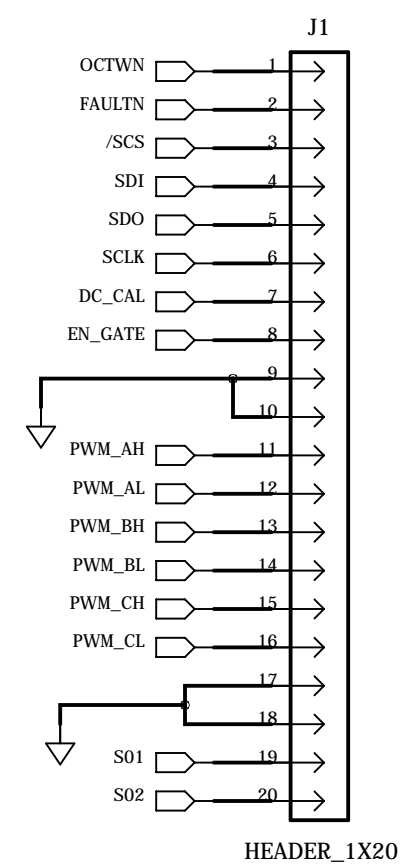 J1
OCTWN 1
FAULTN 2
/SCS 3
SDI 4
SDO 5
SCLK 6
DC_CAL 7
EN_GATE 8
9
10
PWM_AH 11
PWM_AL 12
PWM_BH 13
PWM_BL 14
PWM_CH 15
PWM_CL 16
17
18
S01 19
S02 20
HEADER_1X20